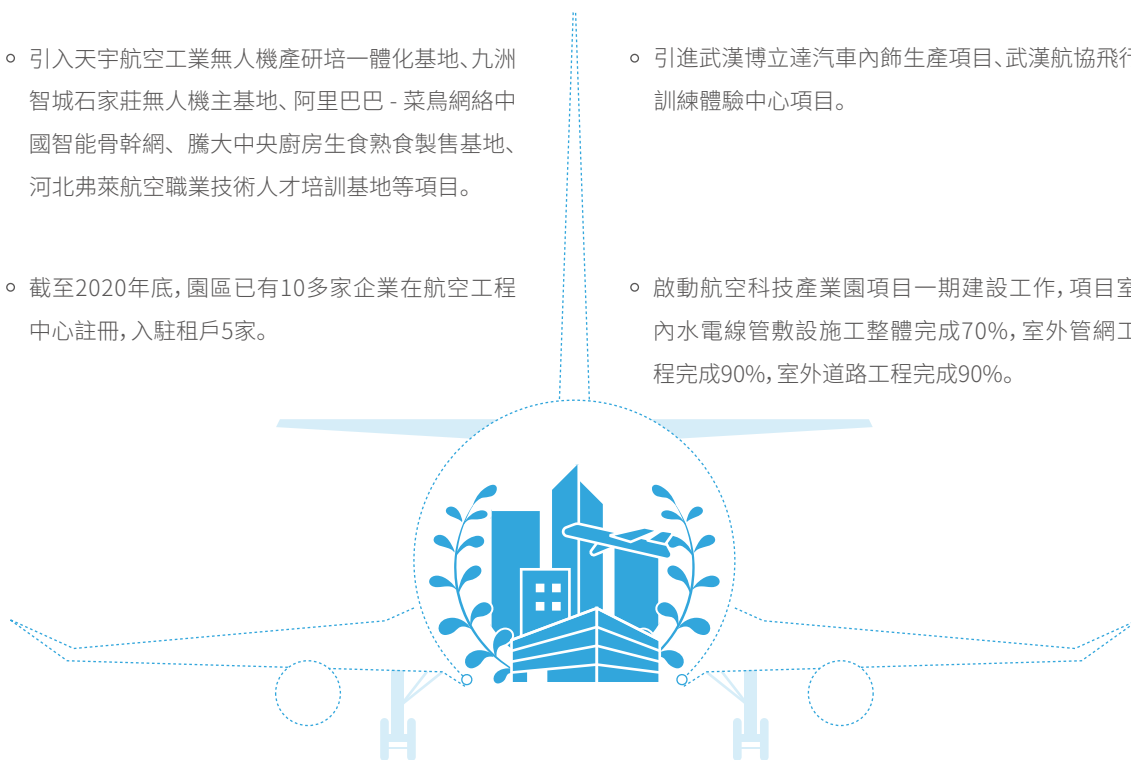 引入天宇航空工業無人機產研培一體化基地、九洲
智城石家莊無人機主基地、阿里巴巴 - 菜鳥網絡中
國智能骨幹網、騰大中央廚房生食熟食製售基地、
河北弗萊航空職業技術人才培訓基地等項目。
截至2020年底，園區已有10多家企業在航空工程
中心註冊，入駐租戶5家。
引進武漢博立達汽車內飾生產項目、武漢航協飛行
訓練體驗中心項目。
啟動航空科技產業園項目一期建設工作，項目室
內水電線管敷設施工整體完成70%，室外管網工
程完成90%，室外道路工程完成90%。